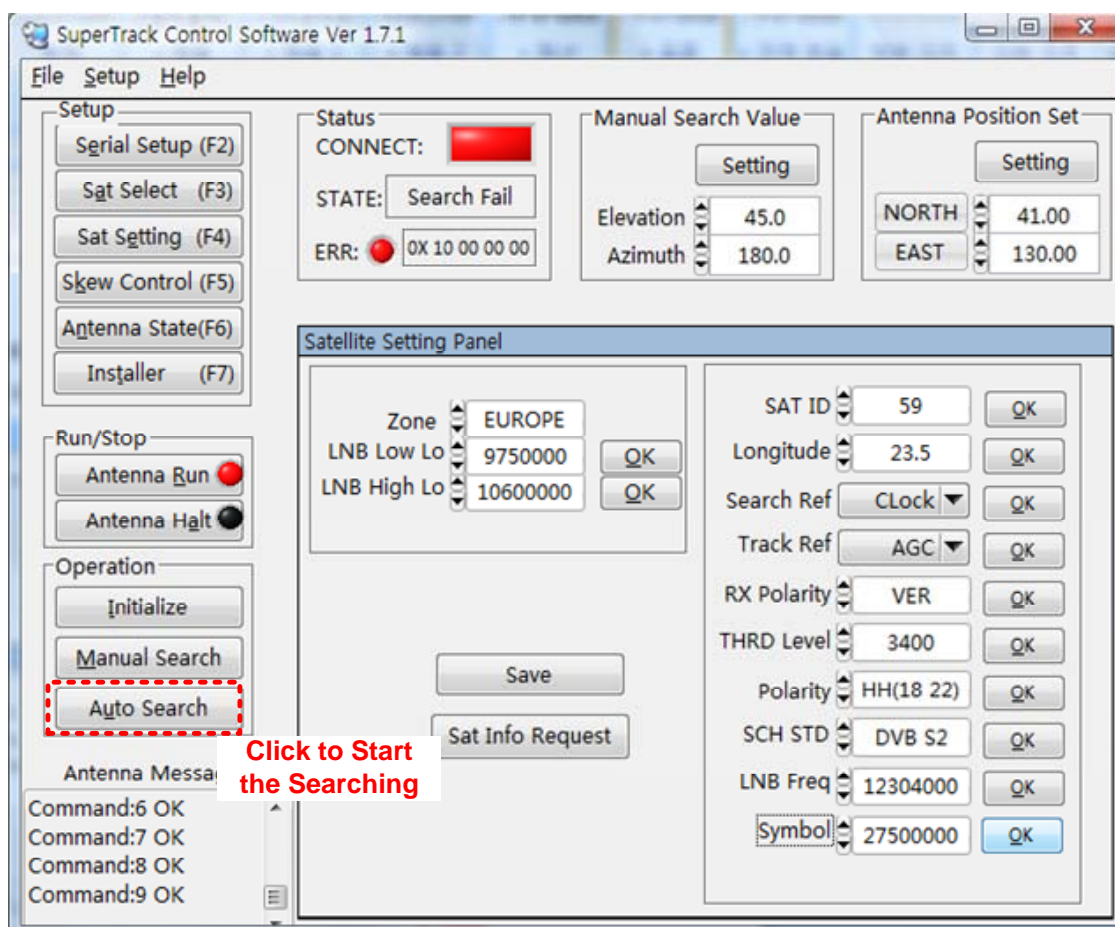 SuperTrack Control Software Ver 1.7.1
File Setup Help
Setup
Serial Setup (F2)
Sat Select (F3)
Sat Setting (F4)
Skew Control (F5)
Antenna State(F6)
Installer (F7)
Run/Stop
Antenna Run
Antenna Halt
Operation
Initialize
Manual Search
Auto Search
Click to Start
the Searching
Antenna Messa
Command:6 OK
Command:7 OK
Command:8 OK
Command:9 OK
Status
CONNECT:
STATE: Search Fail
ERR: 0X 10 00 00 00
Manual Search Value
Setting
Elevation 45.0
Azimuth 180.0
Antenna Position Set
Setting
NORTH 41.00
EAST 130.00
Satellite Setting Panel
Zone EUROPE
LNB Low Lo 9750000 OK
LNB High Lo 10600000 OK
Save
Sat Info Request
SAT ID 59 OK
Longitude 23.5 OK
Search Ref CLock OK
Track Ref AGC OK
RX Polarity VER OK
THRD Level 3400 OK
Polarity HH(18 22) OK
SCH STD DVB S2 OK
LNB Freq 12304000 OK
Symbol 27500000 OK